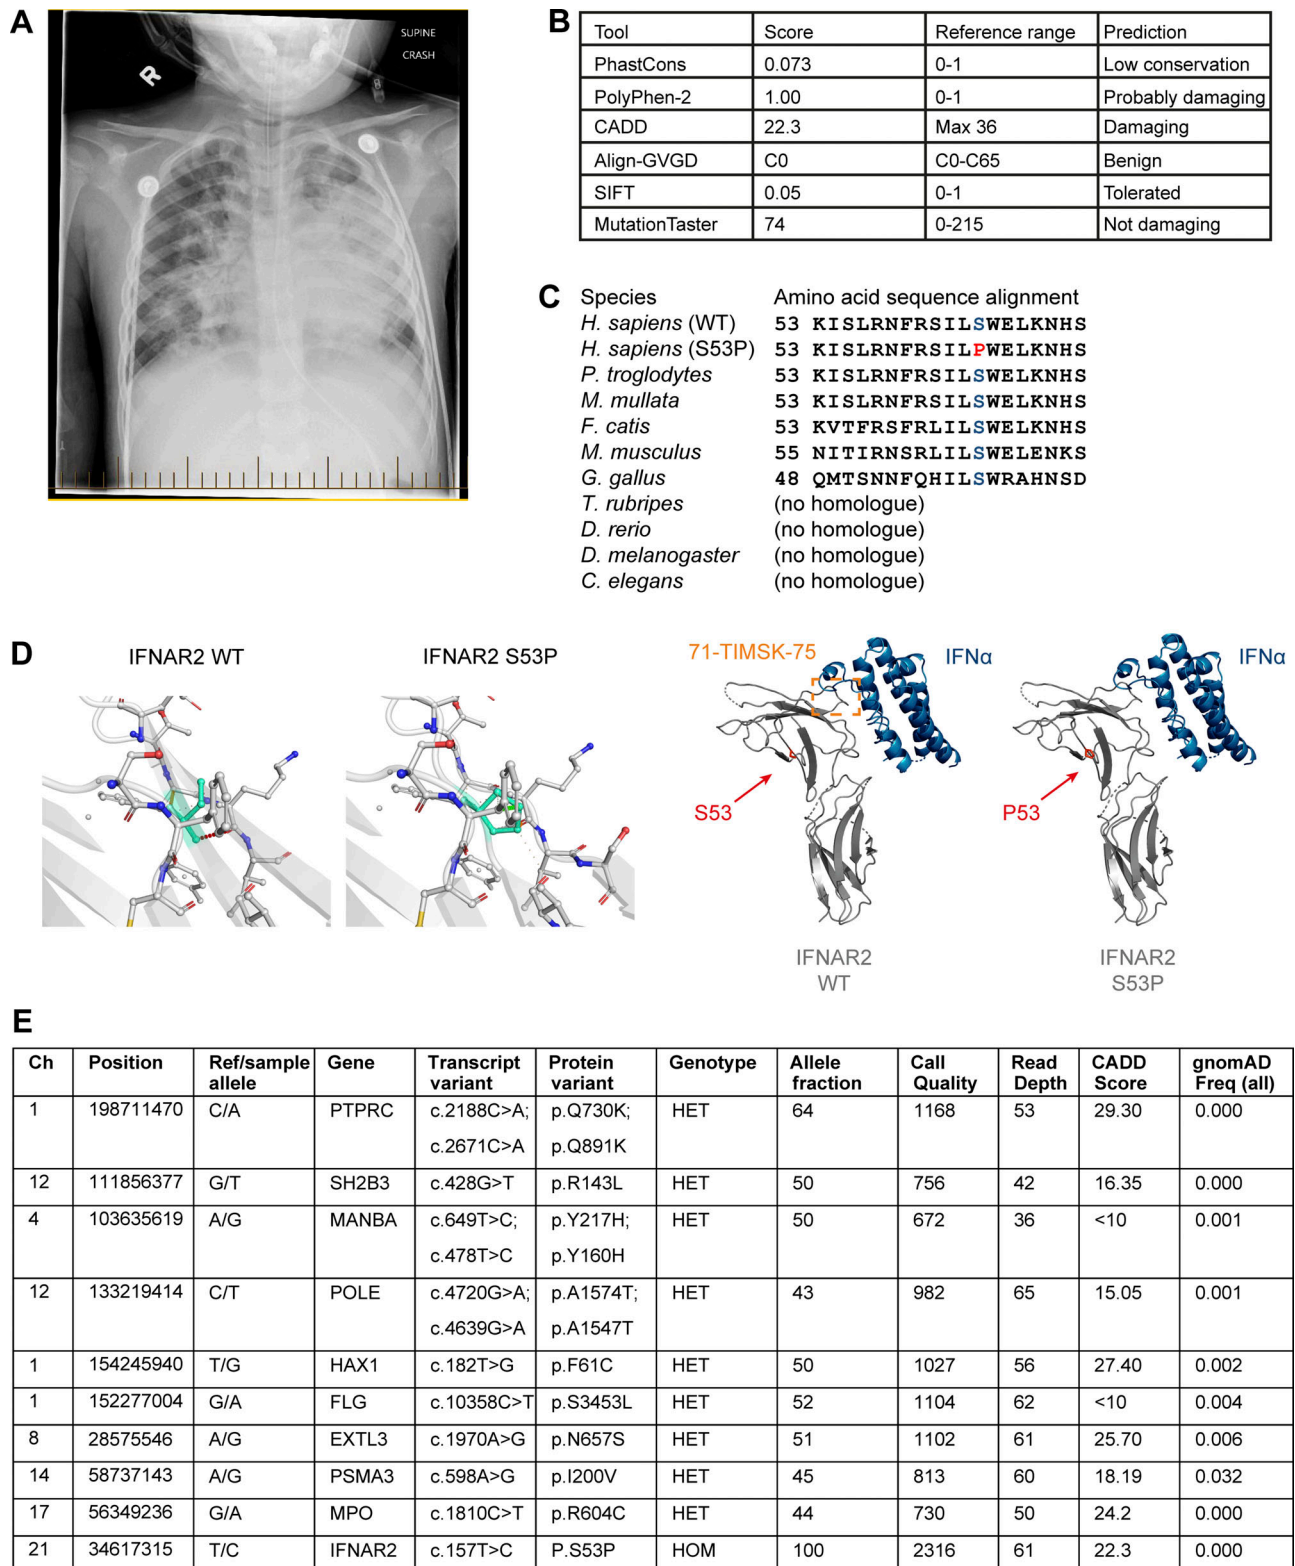 A
SUPINE
CRASH
R
B
Tool Score Reference range Prediction
PhastCons 0.073 0-1 Low conservation
PolyPhen-2 1.00 0-1 Probably damaging
CADD 22.3 Max 36 Damaging
Align-GVGD C0 C0-C65 Benign
SIFT 0.05 0-1 Tolerated
MutationTaster 74 0-215 Not damaging
C
Species Amino acid sequence alignment
H. sapiens (WT) 53 KISLRNFRSILSWELKNHS
H. sapiens (S53P) 53 KISLRNFRSILPWELKNHS
P. troglodytes 53 KISLRNFRSILSWELKNHS
M. mullata 53 KISLRNFRSILSWELKNHS
F. catis 53 KVTFRSFRLILSWELKNHS
M. musculus 55 NITIRNSRLILSWELENKS
G. gallus 48 QMTSNNFQHILSWRAHNSD
T. rubripes (no homologue)
D. rerio (no homologue)
D. melanogaster (no homologue)
C. elegans (no homologue)
D
IFNAR2 WT
IFNAR2 S53P
71-TIMSK-75
IFNα
S53
IFNAR2
WT
IFNα
P53
IFNAR2
S53P
E
Ch Position Ref/sample allele Gene Transcript variant Protein variant Genotype Allele fraction Call Quality Read Depth CADD Score gnomAD Freq (all)
1 198711470 C/A PTPRC c.2188C>A; p.Q730K; HET 64 1168 53 29.30 0.000
c.2671C>A p.Q891K
12 111856377 G/T SH2B3 c.428G>T p.R143L HET 50 756 42 16.35 0.000
4 103635619 A/G MANBA c.649T>C; p.Y217H; HET 50 672 36 <10 0.001
c.478T>C p.Y160H
12 133219414 C/T POLE c.4720G>A; p.A1574T; HET 43 982 65 15.05 0.001
c.4639G>A p.A1547T
1 154245940 T/G HAX1 c.182T>G p.F61C HET 50 1027 56 27.40 0.002
1 152277004 G/A FLG c.10358C>T p.S3453L HET 52 1104 62 <10 0.004
8 28575546 A/G EXTL3 c.1970A>G p.N657S HET 51 1102 61 25.70 0.006
14 58737143 A/G PSMA3 c.598A>G p.I200V HET 45 813 60 18.19 0.032
17 56349236 G/A MPO c.1810C>T p.R604C HET 44 730 50 24.2 0.000
21 34617315 T/C IFNAR2 c.157T>C P.S53P HOM 100 2316 61 22.3 0.000